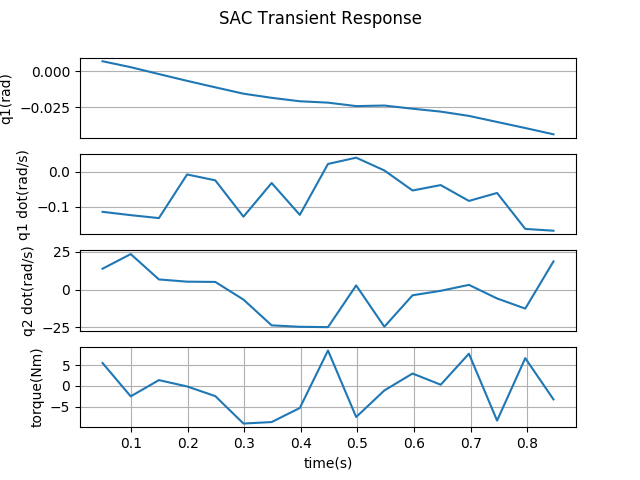 SAC Transient Response
q1(rad)
0.000
−0.025
q1 dot(rad/s)
0.0
−0.1
q2 dot(rad/s)
25
0
−25
torque(Nm)
5
0
−5
0.1 0.2 0.3 0.4 0.5 0.6 0.7 0.8
time(s)